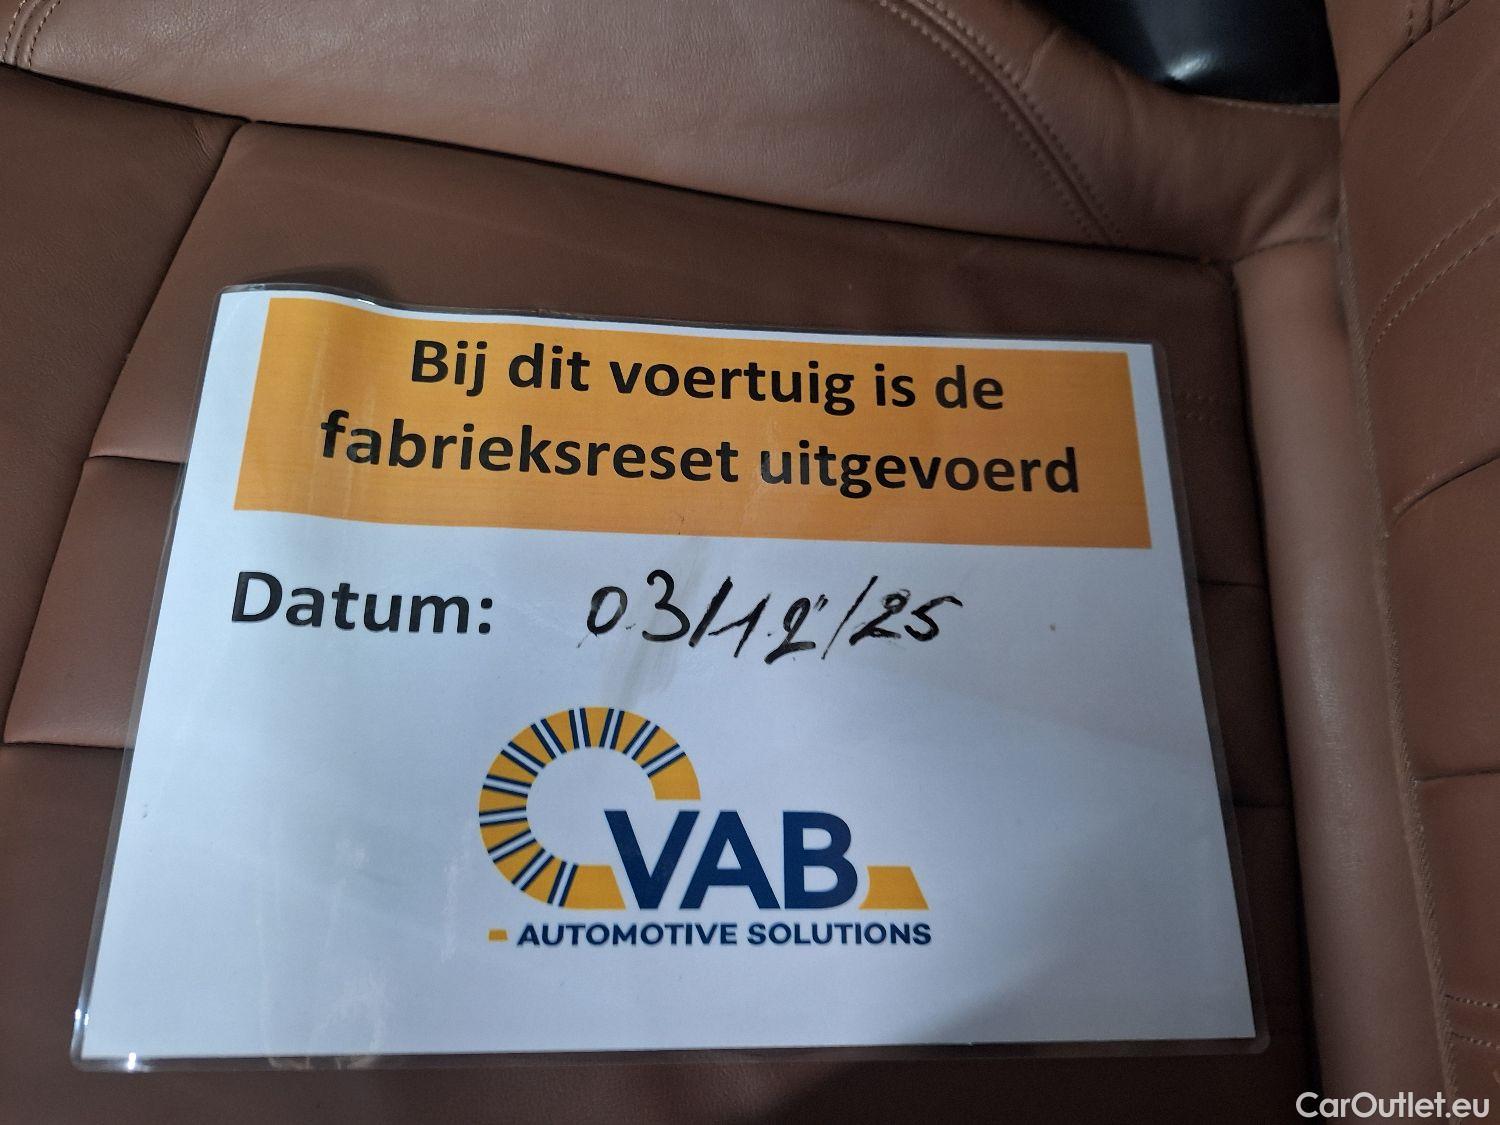 Bij dit voertuig is de
fabrieksreset uitgevoerd
Datum: 03/12/25
VAB
AUTOMOTIVE SOLUTIONS
CarOutlet.eu